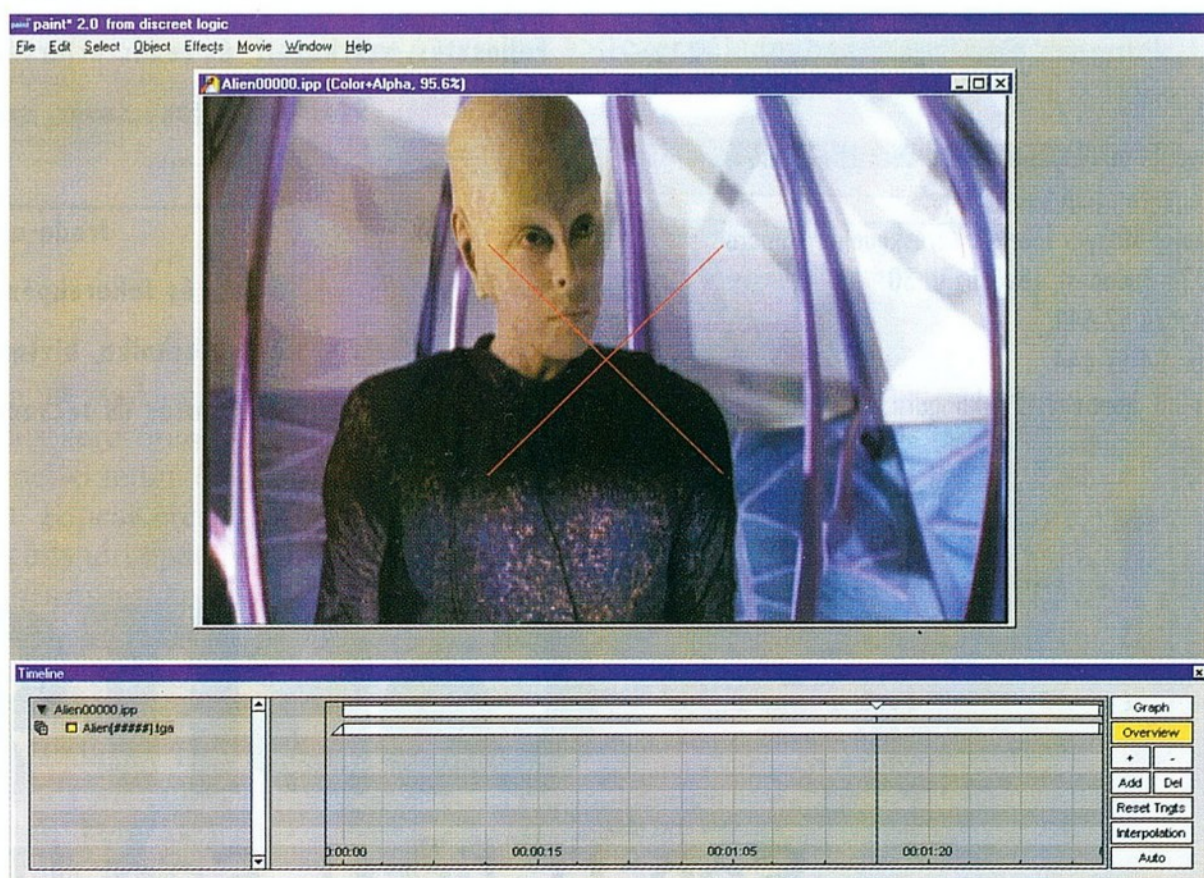 paint* paint* 2.0 from discreet logic
File Edit Select Object Effects Movie Window Help
Alien00000.ipp (Color+Alpha, 95.6%)
Timeline
Alien00000.ipp
Alien[#####].tga
Graph
Overview
+ -
Add Del
Reset Tngts
Interpolation
Auto
0:00:00 00:00:15 00:01:05 00:01:20